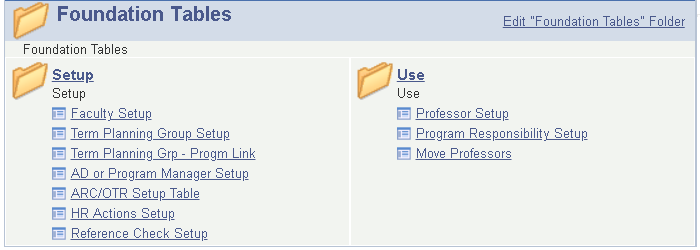 Foundation Tables
Edit "Foundation Tables" Folder
Foundation Tables
Setup
Setup
Faculty Setup
Term Planning Group Setup
Term Planning Grp - Progm Link
AD or Program Manager Setup
ARC/OTR Setup Table
HR Actions Setup
Reference Check Setup
Use
Use
Professor Setup
Program Responsibility Setup
Move Professors